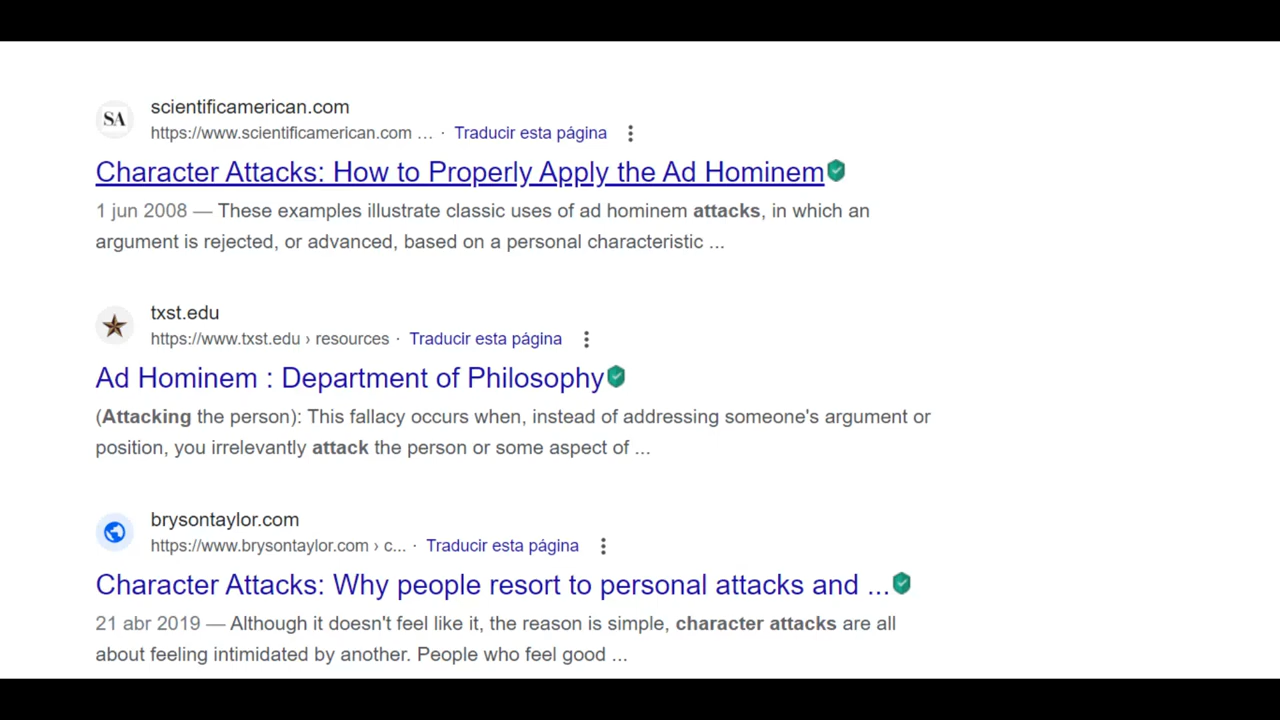 SA
scientificamerican.com
https://www.scientificamerican.com ... · Traducir esta página
Character Attacks: How to Properly Apply the Ad Hominem
1 jun 2008 — These examples illustrate classic uses of ad hominem attacks, in which an
argument is rejected, or advanced, based on a personal characteristic ...
txst.edu
https://www.txst.edu › resources · Traducir esta página
Ad Hominem : Department of Philosophy
(Attacking the person): This fallacy occurs when, instead of addressing someone's argument or
position, you irrelevantly attack the person or some aspect of ...
brysontaylor.com
https://www.brysontaylor.com › c... · Traducir esta página
Character Attacks: Why people resort to personal attacks and ...
21 abr 2019 — Although it doesn't feel like it, the reason is simple, character attacks are all
about feeling intimidated by another. People who feel good ...